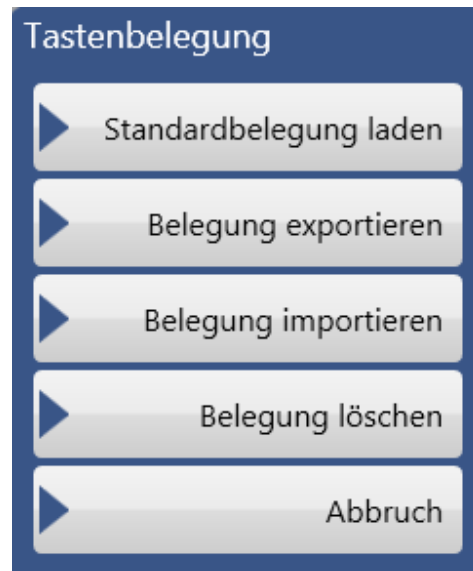 Tastenbelegung
Standardbelegung laden
Belegung exportieren
Belegung importieren
Belegung löschen
Abbruch